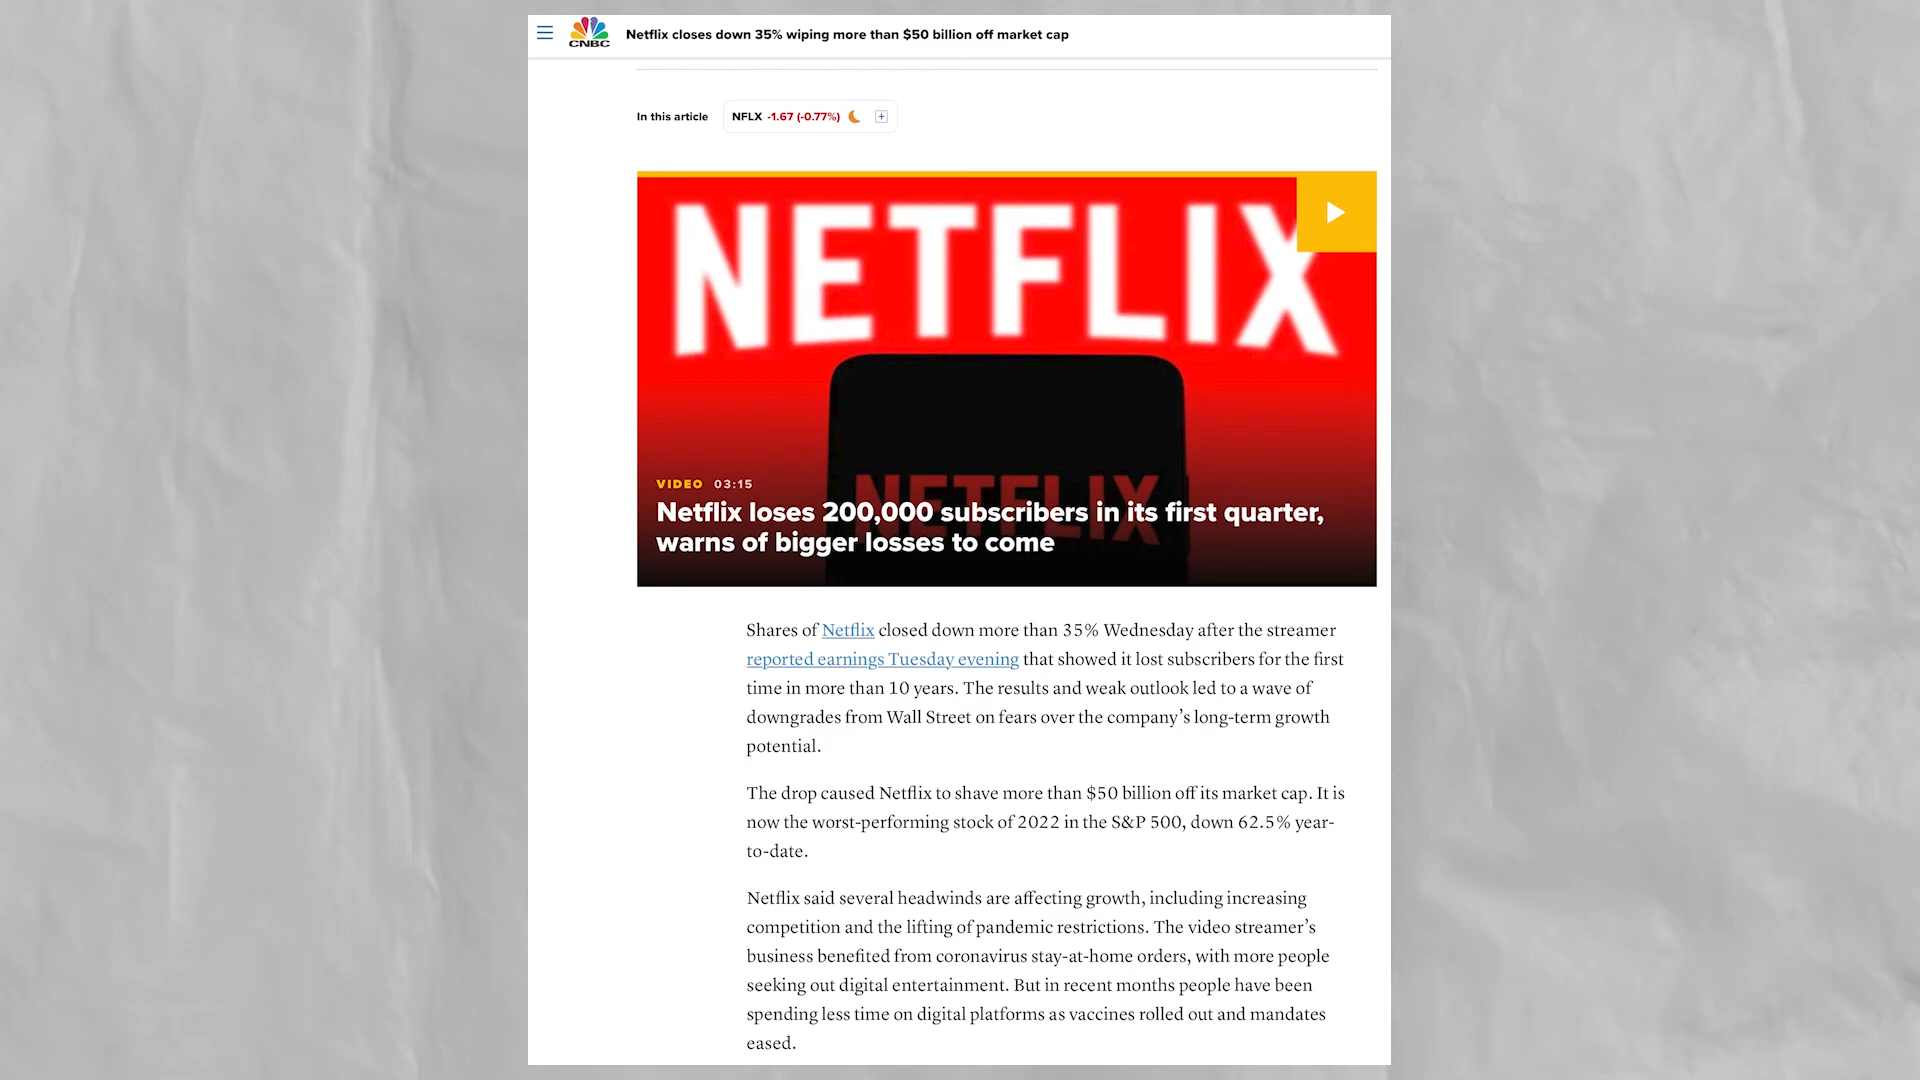 CNBC
Netflix closes down 35% wiping more than $50 billion off market cap
In this article
NFLX -1.67 (-0.77%)
NETFLIX
NETFLIX
VIDEO 03:15
Netflix loses 200,000 subscribers in its first quarter,
warns of bigger losses to come
Shares of Netflix closed down more than 35% Wednesday after the streamer
reported earnings Tuesday evening that showed it lost subscribers for the first
time in more than 10 years. The results and weak outlook led to a wave of
downgrades from Wall Street on fears over the company’s long-term growth
potential.
The drop caused Netflix to shave more than $50 billion off its market cap. It is
now the worst-performing stock of 2022 in the S&P 500, down 62.5% year-
to-date.
Netflix said several headwinds are affecting growth, including increasing
competition and the lifting of pandemic restrictions. The video streamer’s
business benefited from coronavirus stay-at-home orders, with more people
seeking out digital entertainment. But in recent months people have been
spending less time on digital platforms as vaccines rolled out and mandates
eased.